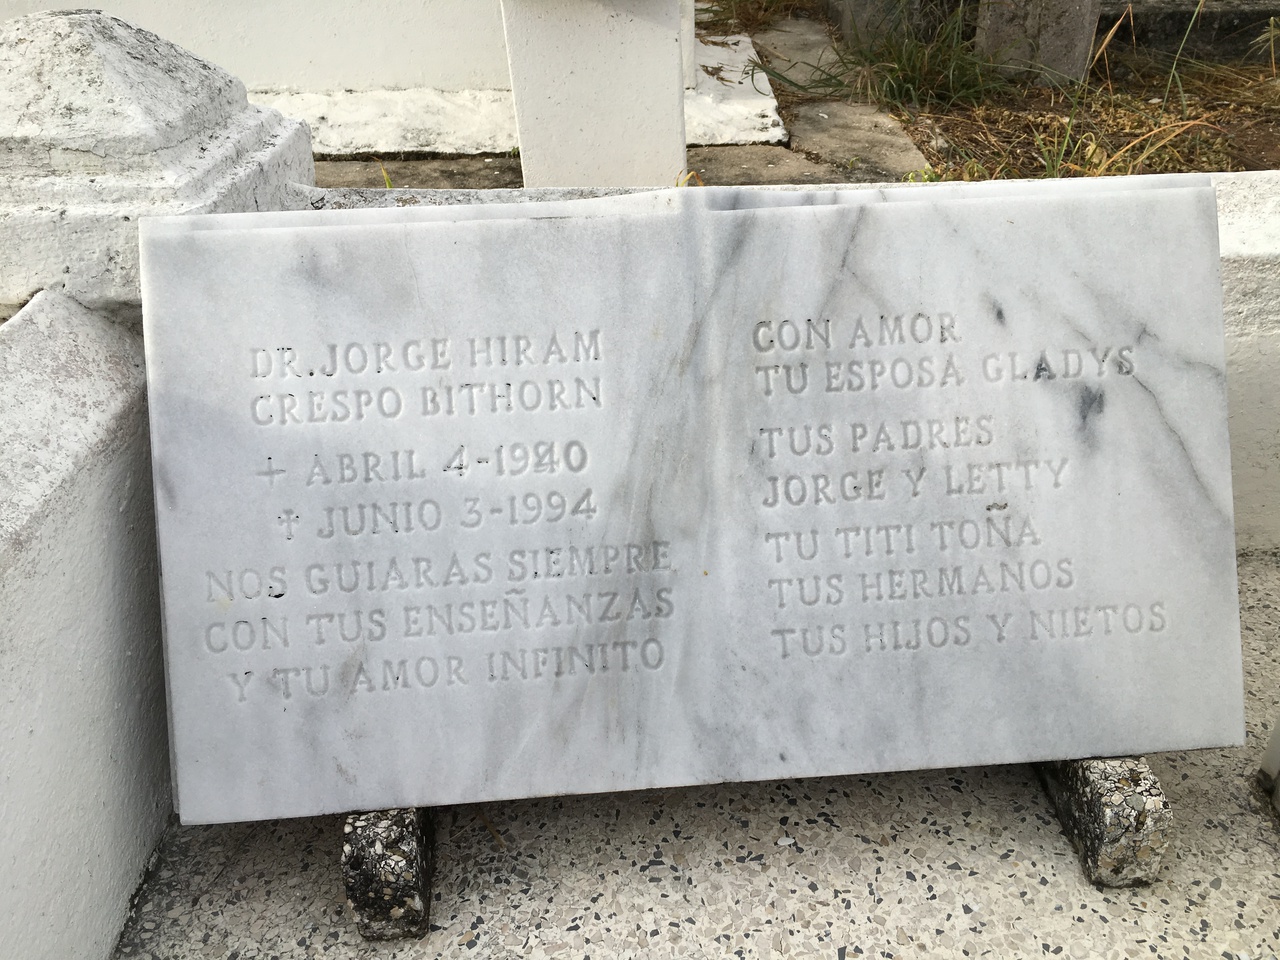 DR. JORGE HIRAM
CRESPO BITHORN
+ ABRIL 4-1940
✝ JUNIO 3-1994
NOS GUIARAS SIEMPRE
CON TUS ENSEÑANZAS
Y TU AMOR INFINITO
CON AMOR
TU ESPOSA GLADYS
TUS PADRES
JORGE Y LETTY
TU TITI TOÑA
TUS HERMANOS
TUS HIJOS Y NIETOS